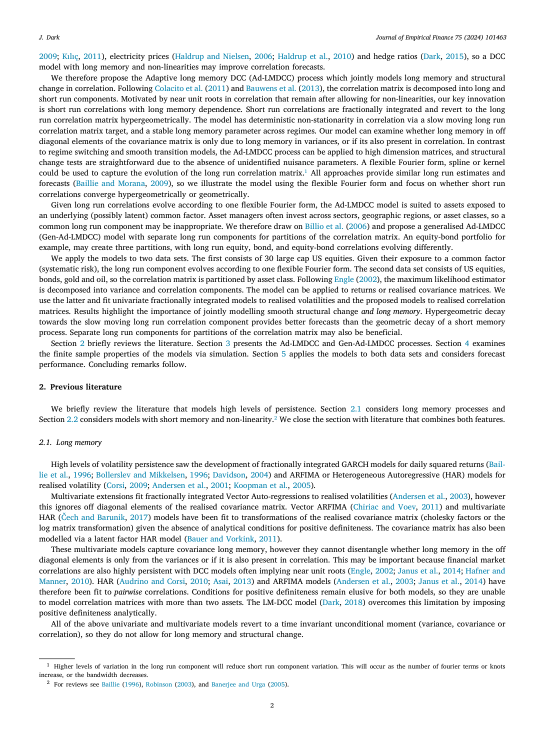 J. Dark
Journal of Empirical Finance 75 (2024) 101463
2009; Kılıç, 2011), electricity prices (Haldrup and Nielsen, 2006; Haldrup et al., 2010) and hedge ratios (Dark, 2015), so a DCC
model with long memory and non-linearities may improve correlation forecasts.
We therefore propose the Adaptive long memory DCC (Ad-LMDCC) process which jointly models long memory and structural
change in correlation. Following Colacito et al. (2011) and Bauwens et al. (2013), the correlation matrix is decomposed into long and
short run components. Motivated by near unit roots in correlation that remain after allowing for non-linearities, our key innovation
is short run correlations with long memory dependence. Short run correlations are fractionally integrated and revert to the long
run correlation matrix hypergeometrically. The model has deterministic non-stationarity in correlation via a slow moving long run
correlation matrix target, and a stable long memory parameter across regimes. Our model can examine whether long memory in off
diagonal elements of the covariance matrix is only due to long memory in variances, or if its also present in correlation. In contrast
to regime switching and smooth transition models, the Ad-LMDCC process can be applied to high dimension matrices, and structural
change tests are straightforward due to the absence of unidentified nuisance parameters. A flexible Fourier form, spline or kernel
could be used to capture the evolution of the long run correlation matrix.1 All approaches provide similar long run estimates and
forecasts (Baillie and Morana, 2009), so we illustrate the model using the flexible Fourier form and focus on whether short run
correlations converge hypergeometrically or geometrically.
Given long run correlations evolve according to one flexible Fourier form, the Ad-LMDCC model is suited to assets exposed to
an underlying (possibly latent) common factor. Asset managers often invest across sectors, geographic regions, or asset classes, so a
common long run component may be inappropriate. We therefore draw on Billio et al. (2006) and propose a generalised Ad-LMDCC
(Gen-Ad-LMDCC) model with separate long run components for partitions of the correlation matrix. An equity-bond portfolio for
example, may create three partitions, with long run equity, bond, and equity-bond correlations evolving differently.
We apply the models to two data sets. The first consists of 30 large cap US equities. Given their exposure to a common factor
(systematic risk), the long run component evolves according to one flexible Fourier form. The second data set consists of US equities,
bonds, gold and oil, so the correlation matrix is partitioned by asset class. Following Engle (2002), the maximum likelihood estimator
is decomposed into variance and correlation components. The model can be applied to returns or realised covariance matrices. We
use the latter and fit univariate fractionally integrated models to realised volatilities and the proposed models to realised correlation
matrices. Results highlight the importance of jointly modelling smooth structural change and long memory. Hypergeometric decay
towards the slow moving long run correlation component provides better forecasts than the geometric decay of a short memory
process. Separate long run components for partitions of the correlation matrix may also be beneficial.
Section 2 briefly reviews the literature. Section 3 presents the Ad-LMDCC and Gen-Ad-LMDCC processes. Section 4 examines
the finite sample properties of the models via simulation. Section 5 applies the models to both data sets and considers forecast
performance. Concluding remarks follow.
2. Previous literature
We briefly review the literature that models high levels of persistence. Section 2.1 considers long memory processes and
Section 2.2 considers models with short memory and non-linearity.2 We close the section with literature that combines both features.
2.1. Long memory
High levels of volatility persistence saw the development of fractionally integrated GARCH models for daily squared returns (Bail-
lie et al., 1996; Bollerslev and Mikkelsen, 1996; Davidson, 2004) and ARFIMA or Heterogeneous Autoregressive (HAR) models for
realised volatility (Corsi, 2009; Andersen et al., 2001; Koopman et al., 2005).
Multivariate extensions fit fractionally integrated Vector Auto-regressions to realised volatilities (Andersen et al., 2003), however
this ignores off diagonal elements of the realised covariance matrix. Vector ARFIMA (Chiriac and Voev, 2011) and multivariate
HAR (Čech and Barunik, 2017) models have been fit to transformations of the realised covariance matrix (cholesky factors or the
log matrix transformation) given the absence of analytical conditions for positive definiteness. The covariance matrix has also been
modelled via a latent factor HAR model (Bauer and Vorkink, 2011).
These multivariate models capture covariance long memory, however they cannot disentangle whether long memory in the off
diagonal elements is only from the variances or if it is also present in correlation. This may be important because financial market
correlations are also highly persistent with DCC models often implying near unit roots (Engle, 2002; Janus et al., 2014; Hafner and
Manner, 2010). HAR (Audrino and Corsi, 2010; Asai, 2013) and ARFIMA models (Andersen et al., 2003; Janus et al., 2014) have
therefore been fit to pairwise correlations. Conditions for positive definiteness remain elusive for both models, so they are unable
to model correlation matrices with more than two assets. The LM-DCC model (Dark, 2018) overcomes this limitation by imposing
positive definiteness analytically.
All of the above univariate and multivariate models revert to a time invariant unconditional moment (variance, covariance or
correlation), so they do not allow for long memory and structural change.
1 Higher levels of variation in the long run component will reduce short run component variation. This will occur as the number of fourier terms or knots
increase, or the bandwidth decreases.
2 For reviews see Baillie (1996), Robinson (2003), and Banerjee and Urga (2005).
2